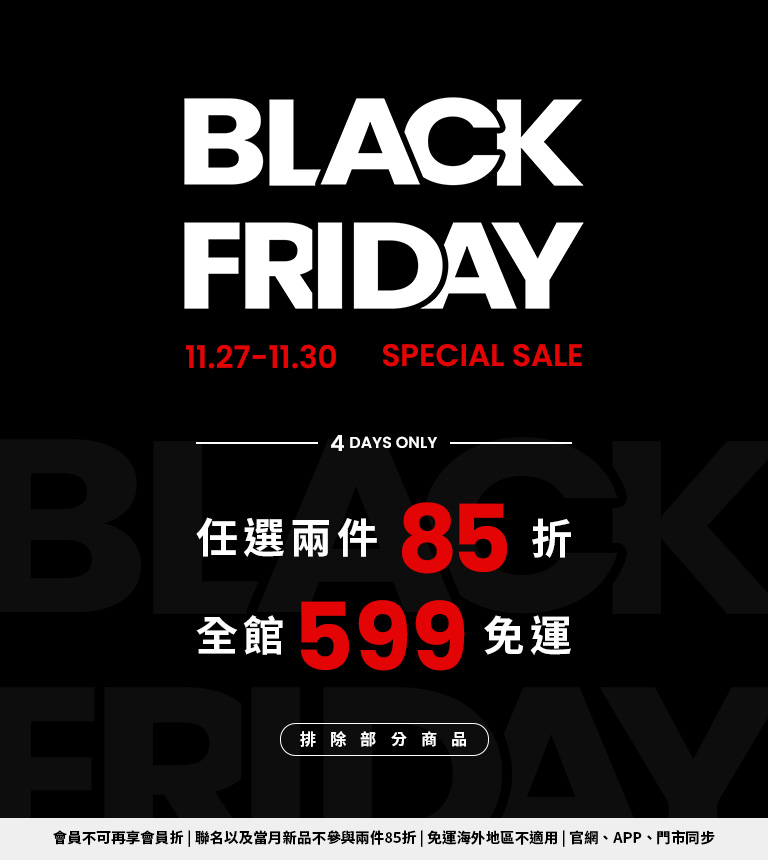 BLACK
FRIDAY
11.27-11.30 SPECIAL SALE
4 DAYS ONLY
任選兩件 85 折
全館 599 免運
排除部分商品
會員不可再享會員折 | 聯名以及當月新品不參與兩件85折 | 免運海外地區不適用 | 官網、APP、門市同步
BLACK
FRIDAY